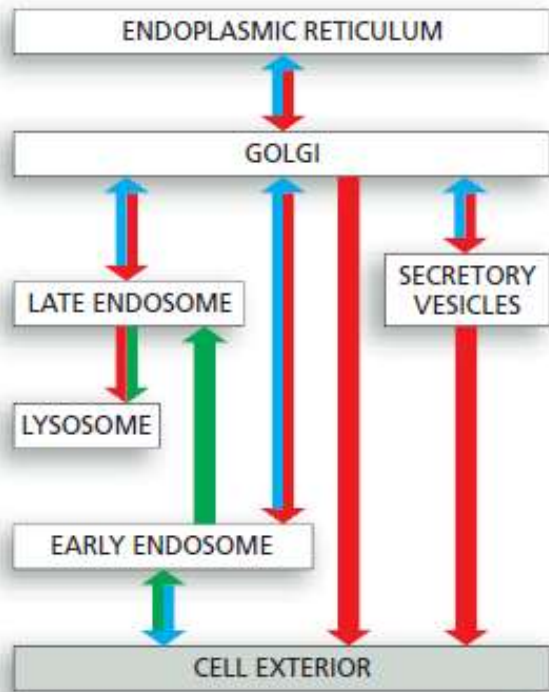 ENDOPLASMIC RETICULUM
GOLGI
LATE ENDOSOME
SECRETORY
VESICLES
LYSOSOME
EARLY ENDOSOME
CELL EXTERIOR